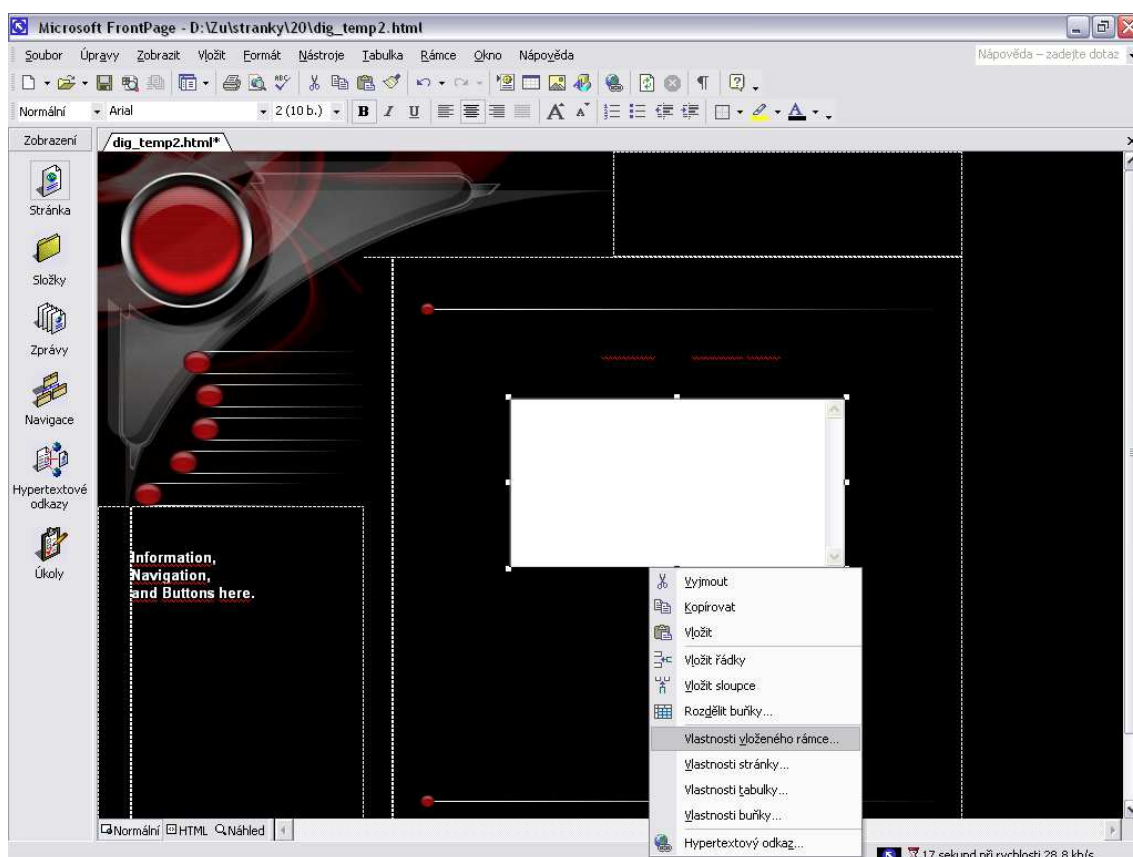 Microsoft FrontPage - D:\Zu\stranky\20\dig_temp2.html
Soubor Úpravy Zobrazit Vložit Formát Nástroje Tabulka Rámce Okno Nápověda
Nápověda – zadejte dotaz
Normální Arial 2 (10 b.) B I U A A A
Zobrazení
dig_temp2.html*
Stránka
Složky
Zprávy
Navigace
Hypertextové
odkazy
Úkoly
Information,
Navigation,
and Buttons here.
Vyjmout
Kopírovat
Vložit
Vložit řádky
Vložit sloupce
Rozdělit buňky...
Vlastnosti vloženého rámce...
Vlastnosti stránky...
Vlastnosti tabulky...
Vlastnosti buňky...
Hypertextový odkaz...
Normální HTML Náhled
17 sekund při rychlosti 28,8 kb/s